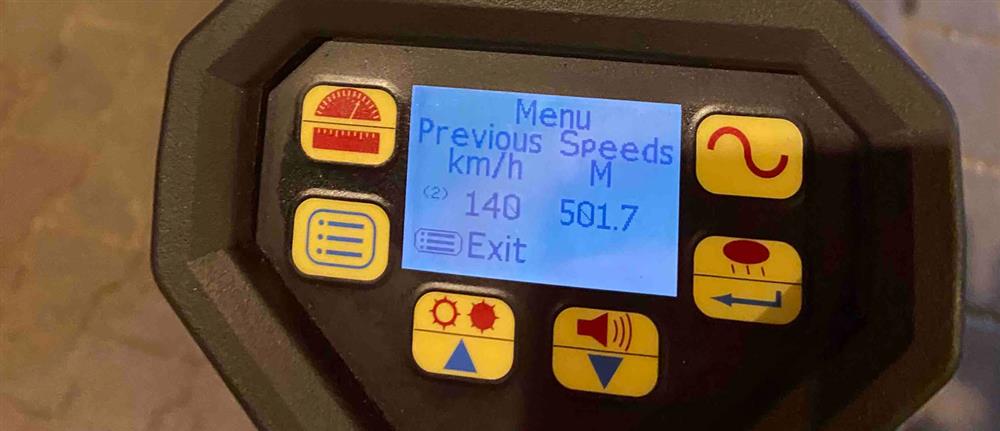 Menu
Previous Speeds
km/h M
(2) 140 501.7
Exit